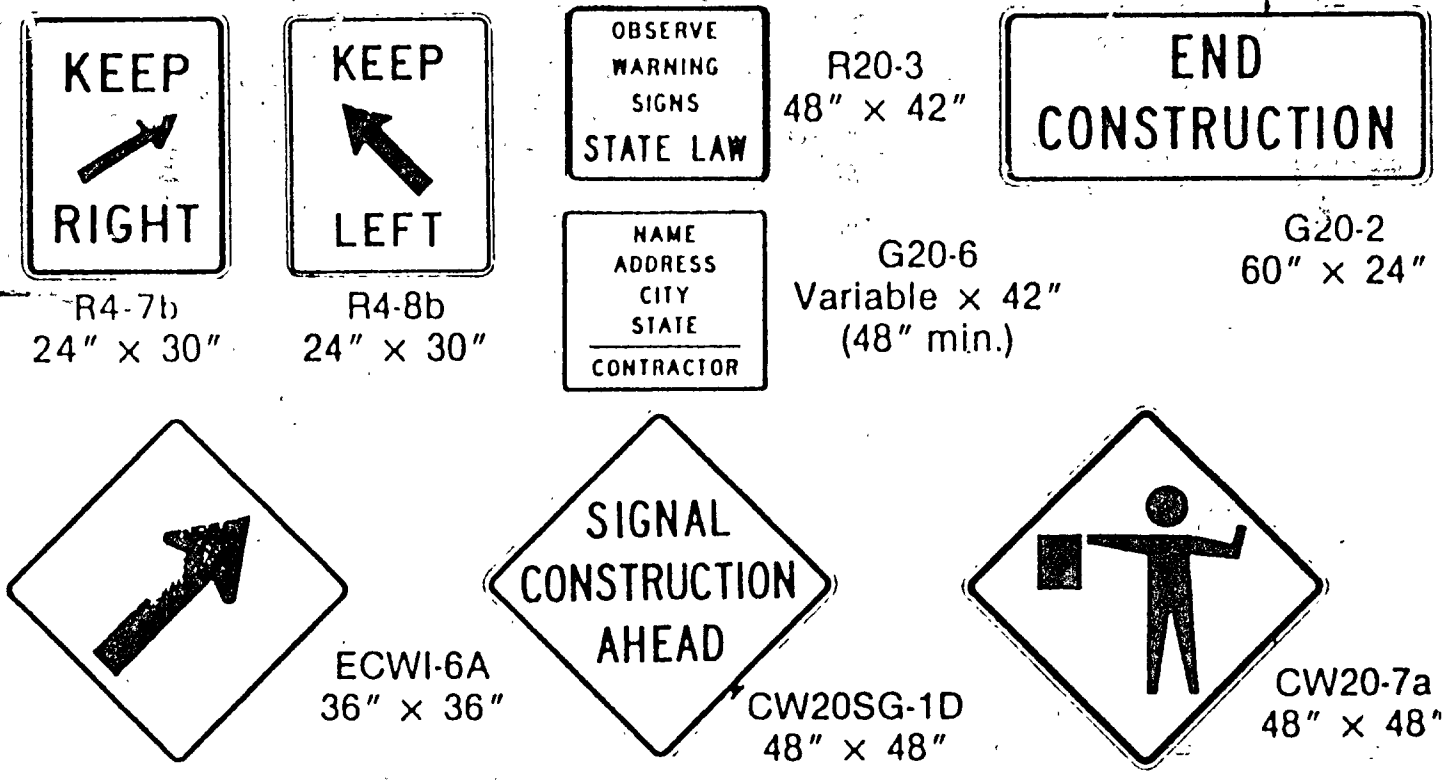 KEEP
RIGHT
R4-7b
24" × 30"
KEEP
LEFT
R4-8b
24" × 30"
OBSERVE
WARNING
SIGNS
STATE LAW
R20-3
48" × 42"
NAME
ADDRESS
CITY
STATE
CONTRACTOR
G20-6
Variable × 42"
(48" min.)
END
CONSTRUCTION
G20-2
60" × 24"
ECWI-6A
36" × 36"
SIGNAL
CONSTRUCTION
AHEAD
CW20SG-1D
48" × 48"
CW20-7a
48" × 48"